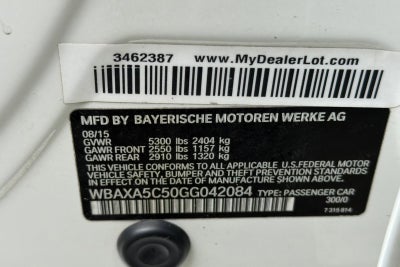 3462387 www.MyDealerLot.com
MFD BY BAYERISCHE MOTOREN WERKE AG
08/15
GVWR 5300 lbs 2404 kg
GAWR FRONT 2550 lbs 1157 kg
GAWR REAR 2910 lbs 1320 kg
THIS VEHICLE CONFORMS TO ALL APPLICABLE U.S.FEDERAL MOTOR
VEHICLE SAFETY, BUMPER, AND THEFT PREVENTION STANDARDS IN
EFFECT ON THE DATE OF MANUFACTURE SHOWN ABOVE.
WBAXA5C50GG042084 TYPE: PASSENGER CAR
300/0
7 315 814